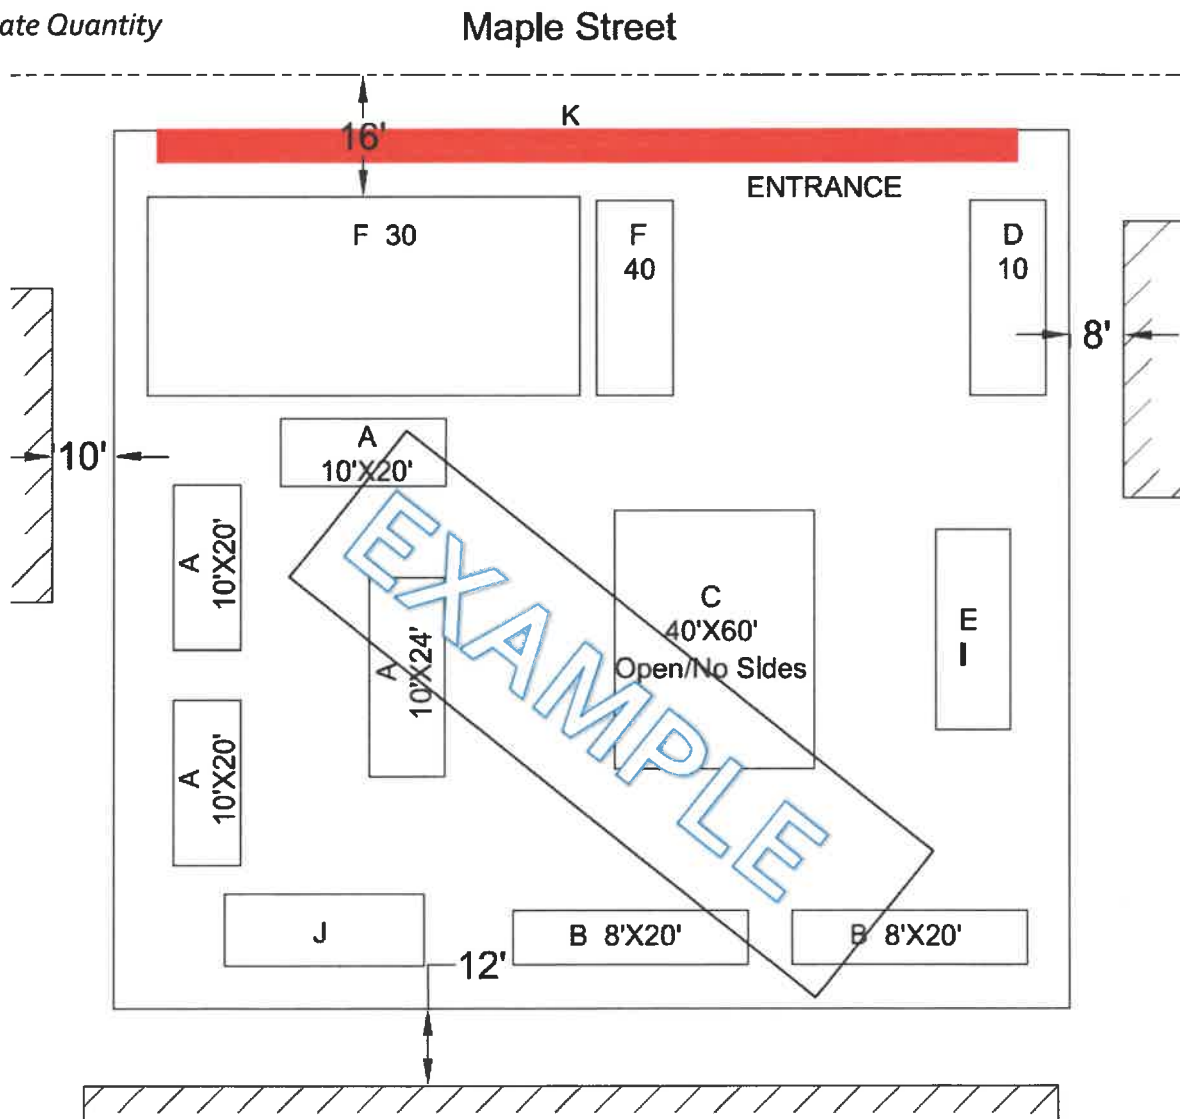 ate Quantity
Maple Street
K
16'
ENTRANCE
F 30
F
40
D
10
8'
A
10'X20'
10'
A
10'X20'
A
10'X24'
EXAMPLE
C
40'X60'
Open/No Sides
E
I
A
10'X20'
J
B 8'X20'
B 8'X20'
12'